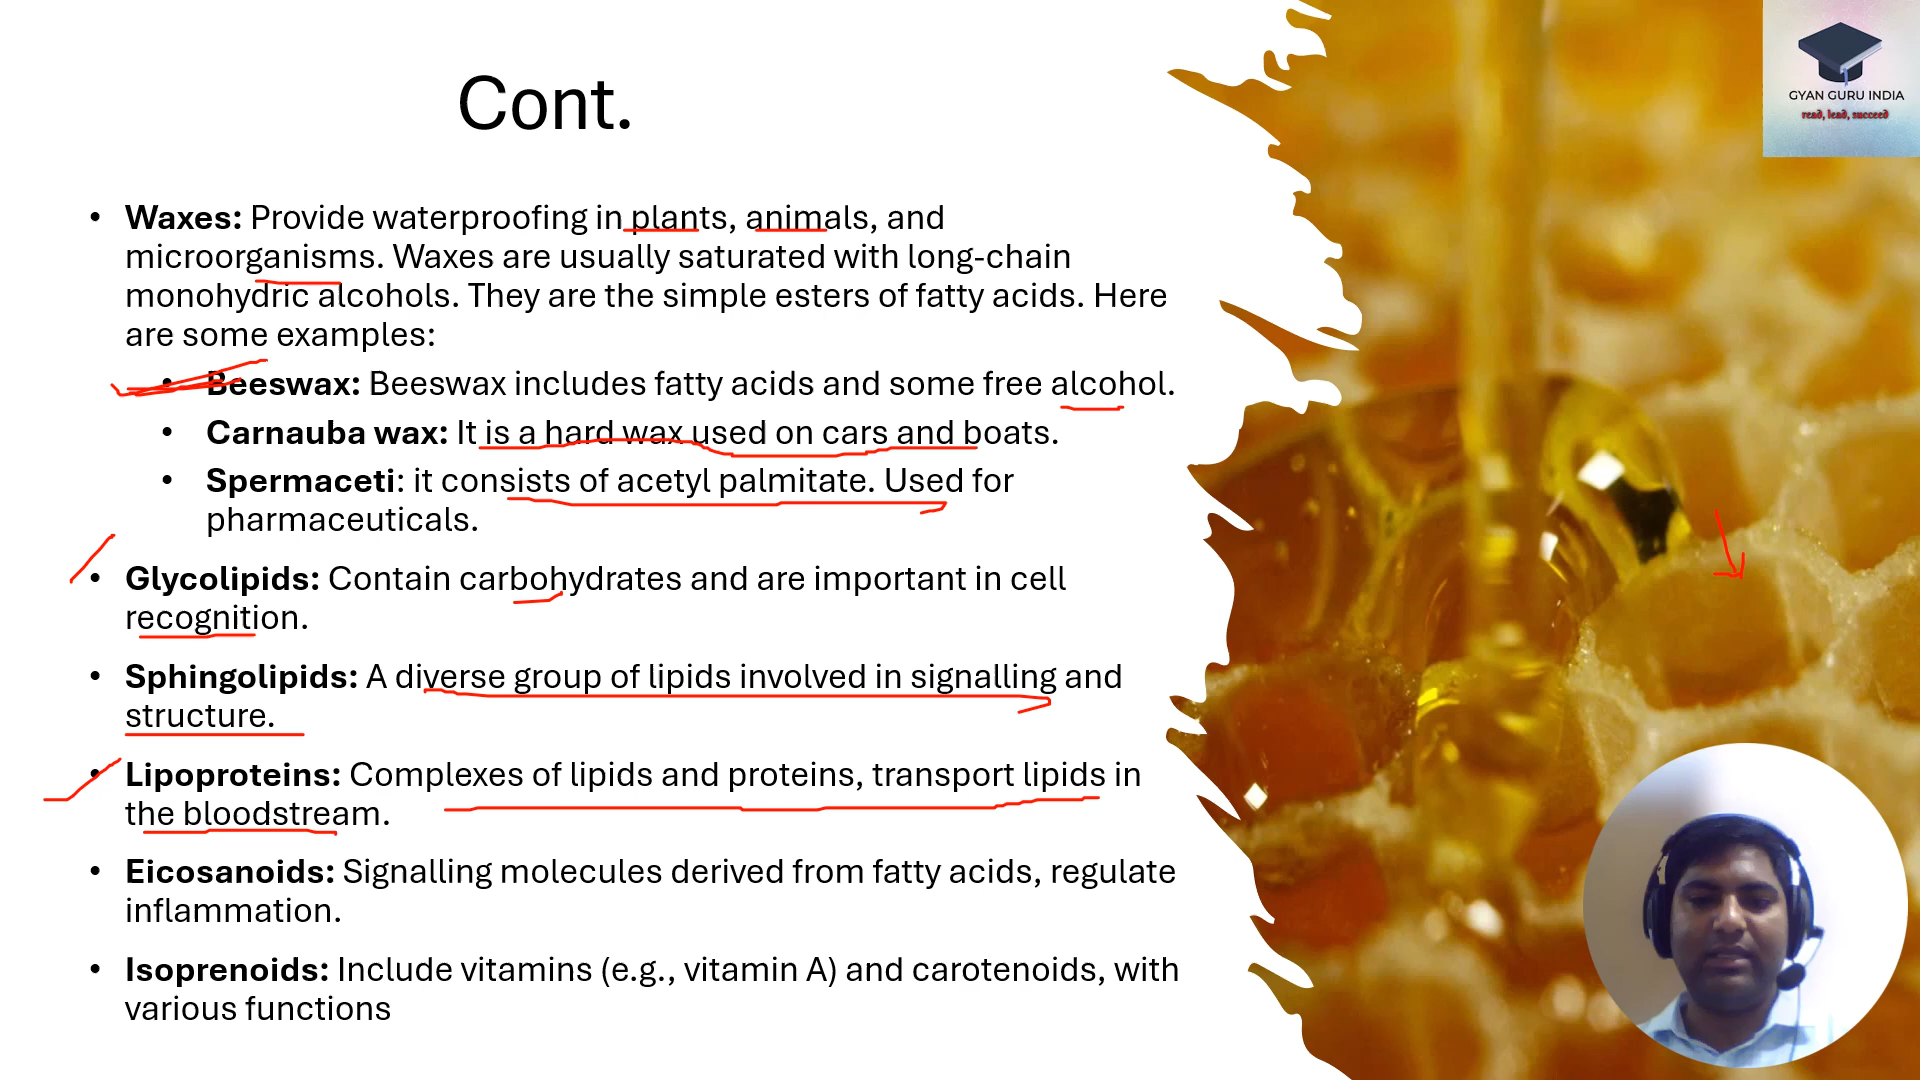 Cont.
GYAN GURU INDIA
read, lead, succeed
• Waxes: Provide waterproofing in plants, animals, and
microorganisms. Waxes are usually saturated with long-chain
monohydric alcohols. They are the simple esters of fatty acids. Here
are some examples:
• Beeswax: Beeswax includes fatty acids and some free alcohol.
• Carnauba wax: It is a hard wax used on cars and boats.
• Spermaceti: it consists of acetyl palmitate. Used for
pharmaceuticals.
• Glycolipids: Contain carbohydrates and are important in cell
recognition.
• Sphingolipids: A diverse group of lipids involved in signalling and
structure.
• Lipoproteins: Complexes of lipids and proteins, transport lipids in
the bloodstream.
• Eicosanoids: Signalling molecules derived from fatty acids, regulate
inflammation.
• Isoprenoids: Include vitamins (e.g., vitamin A) and carotenoids, with
various functions